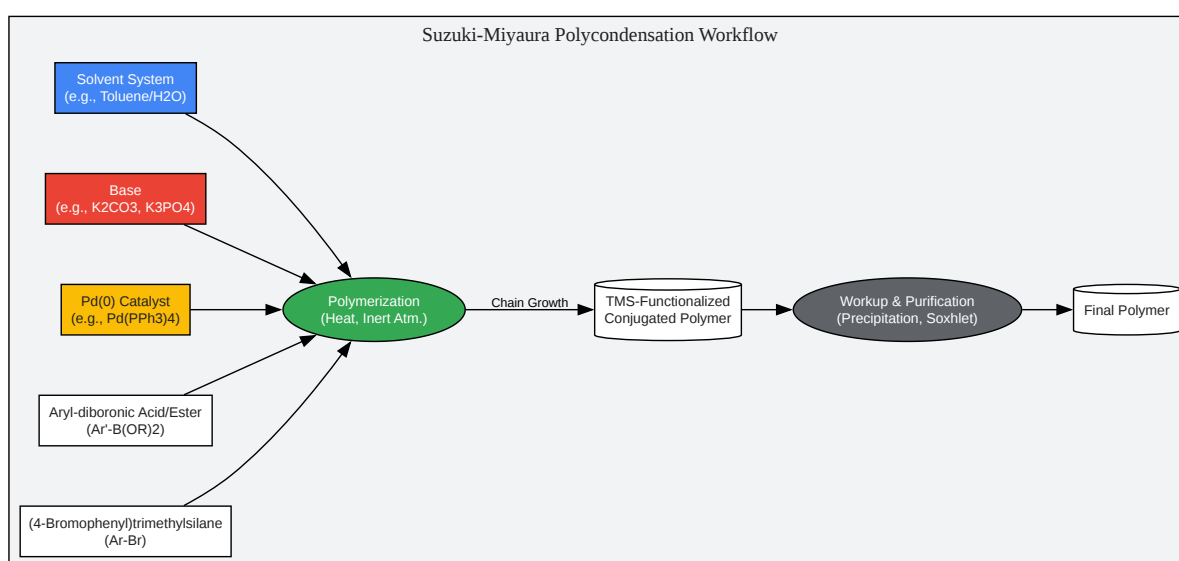 Suzuki-Miyaura Polycondensation Workflow
Solvent System
(e.g., Toluene/H2O)
Base
(e.g., K2CO3, K3PO4)
Pd(0) Catalyst
(e.g., Pd(PPh3)4)
Aryl-diboronic Acid/Ester
(Ar'-B(OR)2)
(4-Bromophenyl)trimethylsilane
(Ar-Br)
Polymerization
(Heat, Inert Atm.)
Chain Growth
TMS-Functionalized
Conjugated Polymer
Workup & Purification
(Precipitation, Soxhlet)
Final Polymer